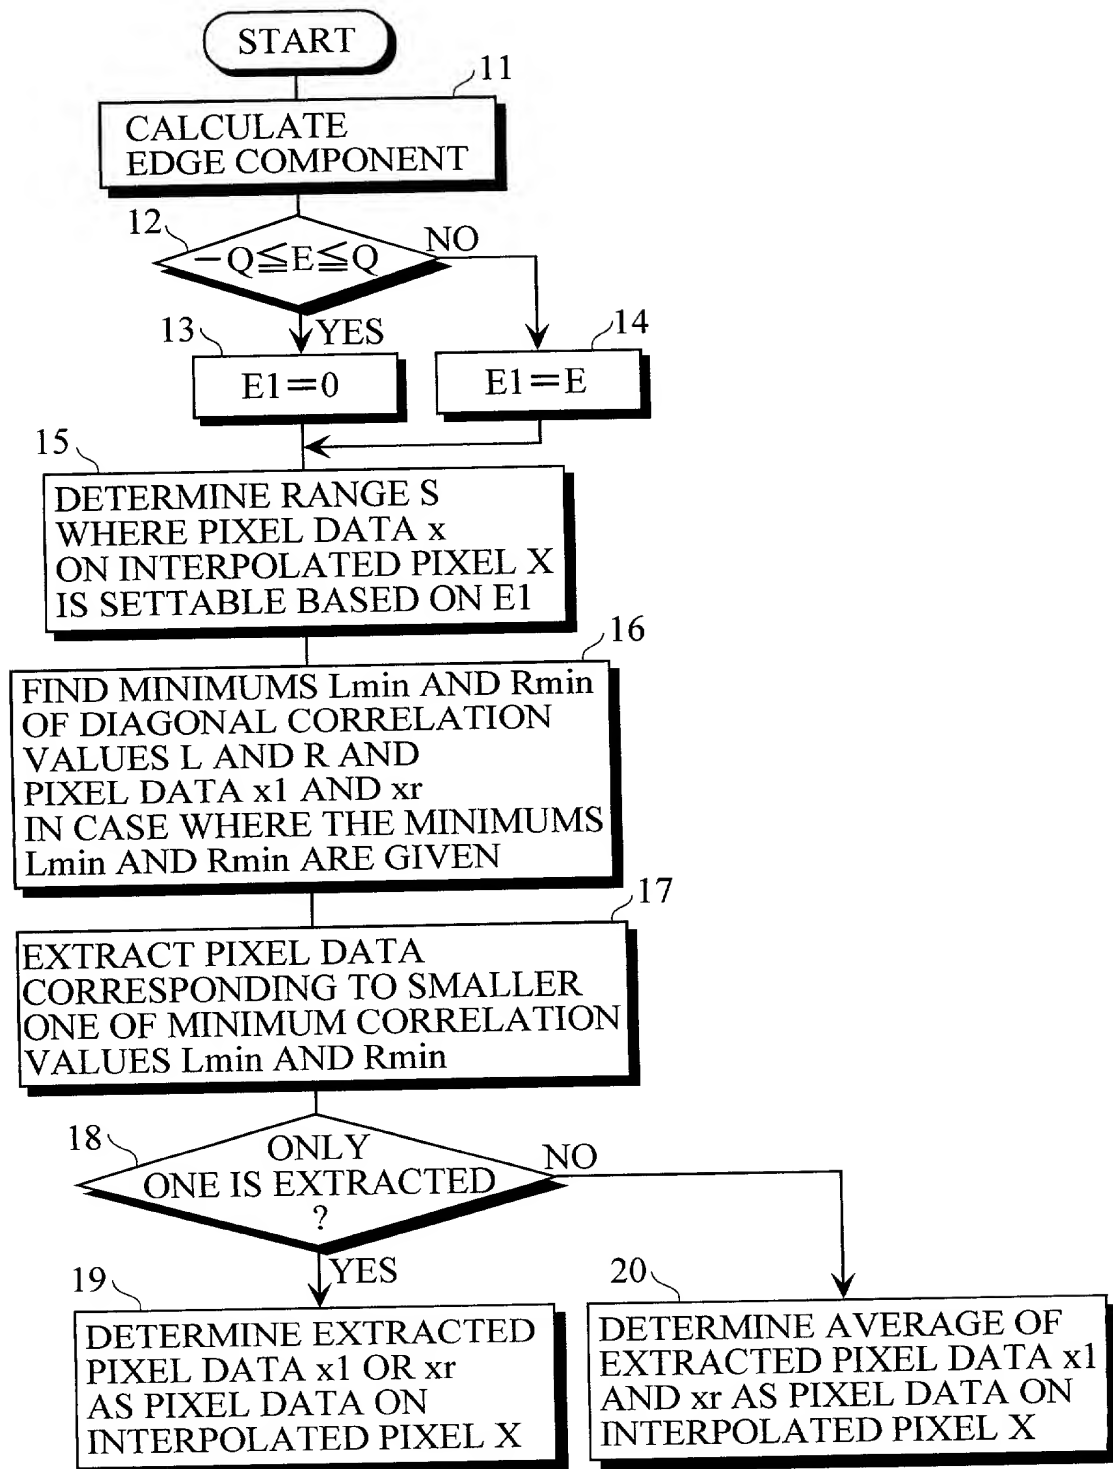 START
11
CALCULATE
EDGE COMPONENT
12
−Q≦E≦Q
NO
YES
13
E1=0
14
E1=E
15
DETERMINE RANGE S
WHERE PIXEL DATA x
ON INTERPOLATED PIXEL X
IS SETTABLE BASED ON E1
16
FIND MINIMUMS Lmin AND Rmin
OF DIAGONAL CORRELATION
VALUES L AND R AND
PIXEL DATA x1 AND xr
IN CASE WHERE THE MINIMUMS
Lmin AND Rmin ARE GIVEN
17
EXTRACT PIXEL DATA
CORRESPONDING TO SMALLER
ONE OF MINIMUM CORRELATION
VALUES Lmin AND Rmin
18
ONLY
ONE IS EXTRACTED
?
NO
YES
19
DETERMINE EXTRACTED
PIXEL DATA x1 OR xr
AS PIXEL DATA ON
INTERPOLATED PIXEL X
20
DETERMINE AVERAGE OF
EXTRACTED PIXEL DATA x1
AND xr AS PIXEL DATA ON
INTERPOLATED PIXEL X